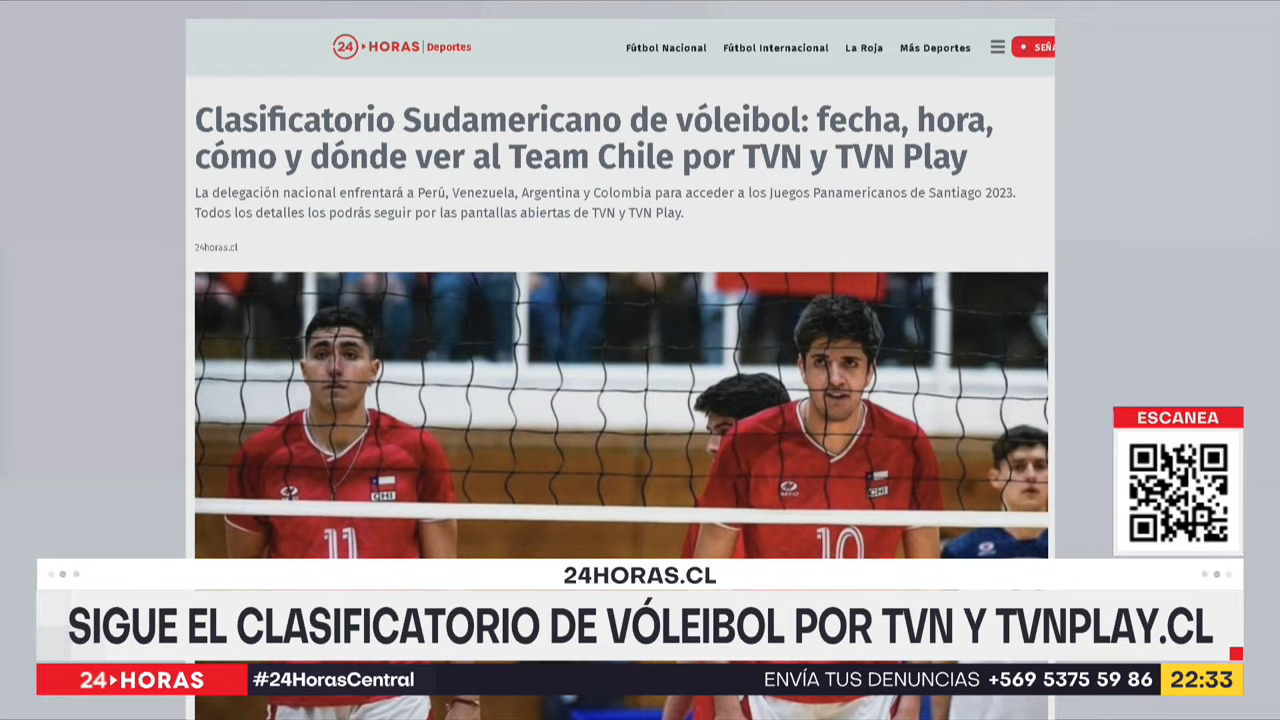 24 HORAS Deportes
Fútbol Nacional Fútbol Internacional La Roja Más Deportes
Clasificatorio Sudamericano de vóleibol: fecha, hora,
cómo y dónde ver al Team Chile por TVN y TVN Play
La delegación nacional enfrentará a Perú, Venezuela, Argentina y Colombia para acceder a los Juegos Panamericanos de Santiago 2023.
Todos los detalles los podrás seguir por las pantallas abiertas de TVN y TVN Play.
24horas.cl
CHI
11
CHI
10
ESCANEA
24HORAS.CL
SIGUE EL CLASIFICATORIO DE VÓLEIBOL POR TVN Y TVNPLAY.CL
24 HORAS #24HorasCentral ENVÍA TUS DENUNCIAS +569 5375 59 86 22:33